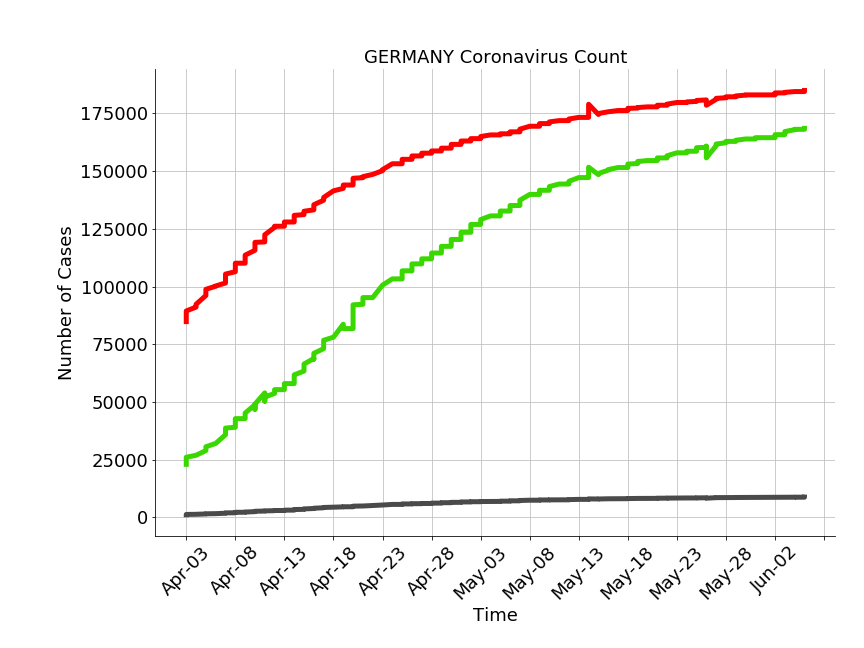 GERMANY Coronavirus Count
175000
150000
125000
100000
75000
50000
25000
0
Number of Cases
Apr-03
Apr-08
Apr-13
Apr-18
Apr-23
Apr-28
May-03
May-08
May-13
May-18
May-23
May-28
Jun-02
Time